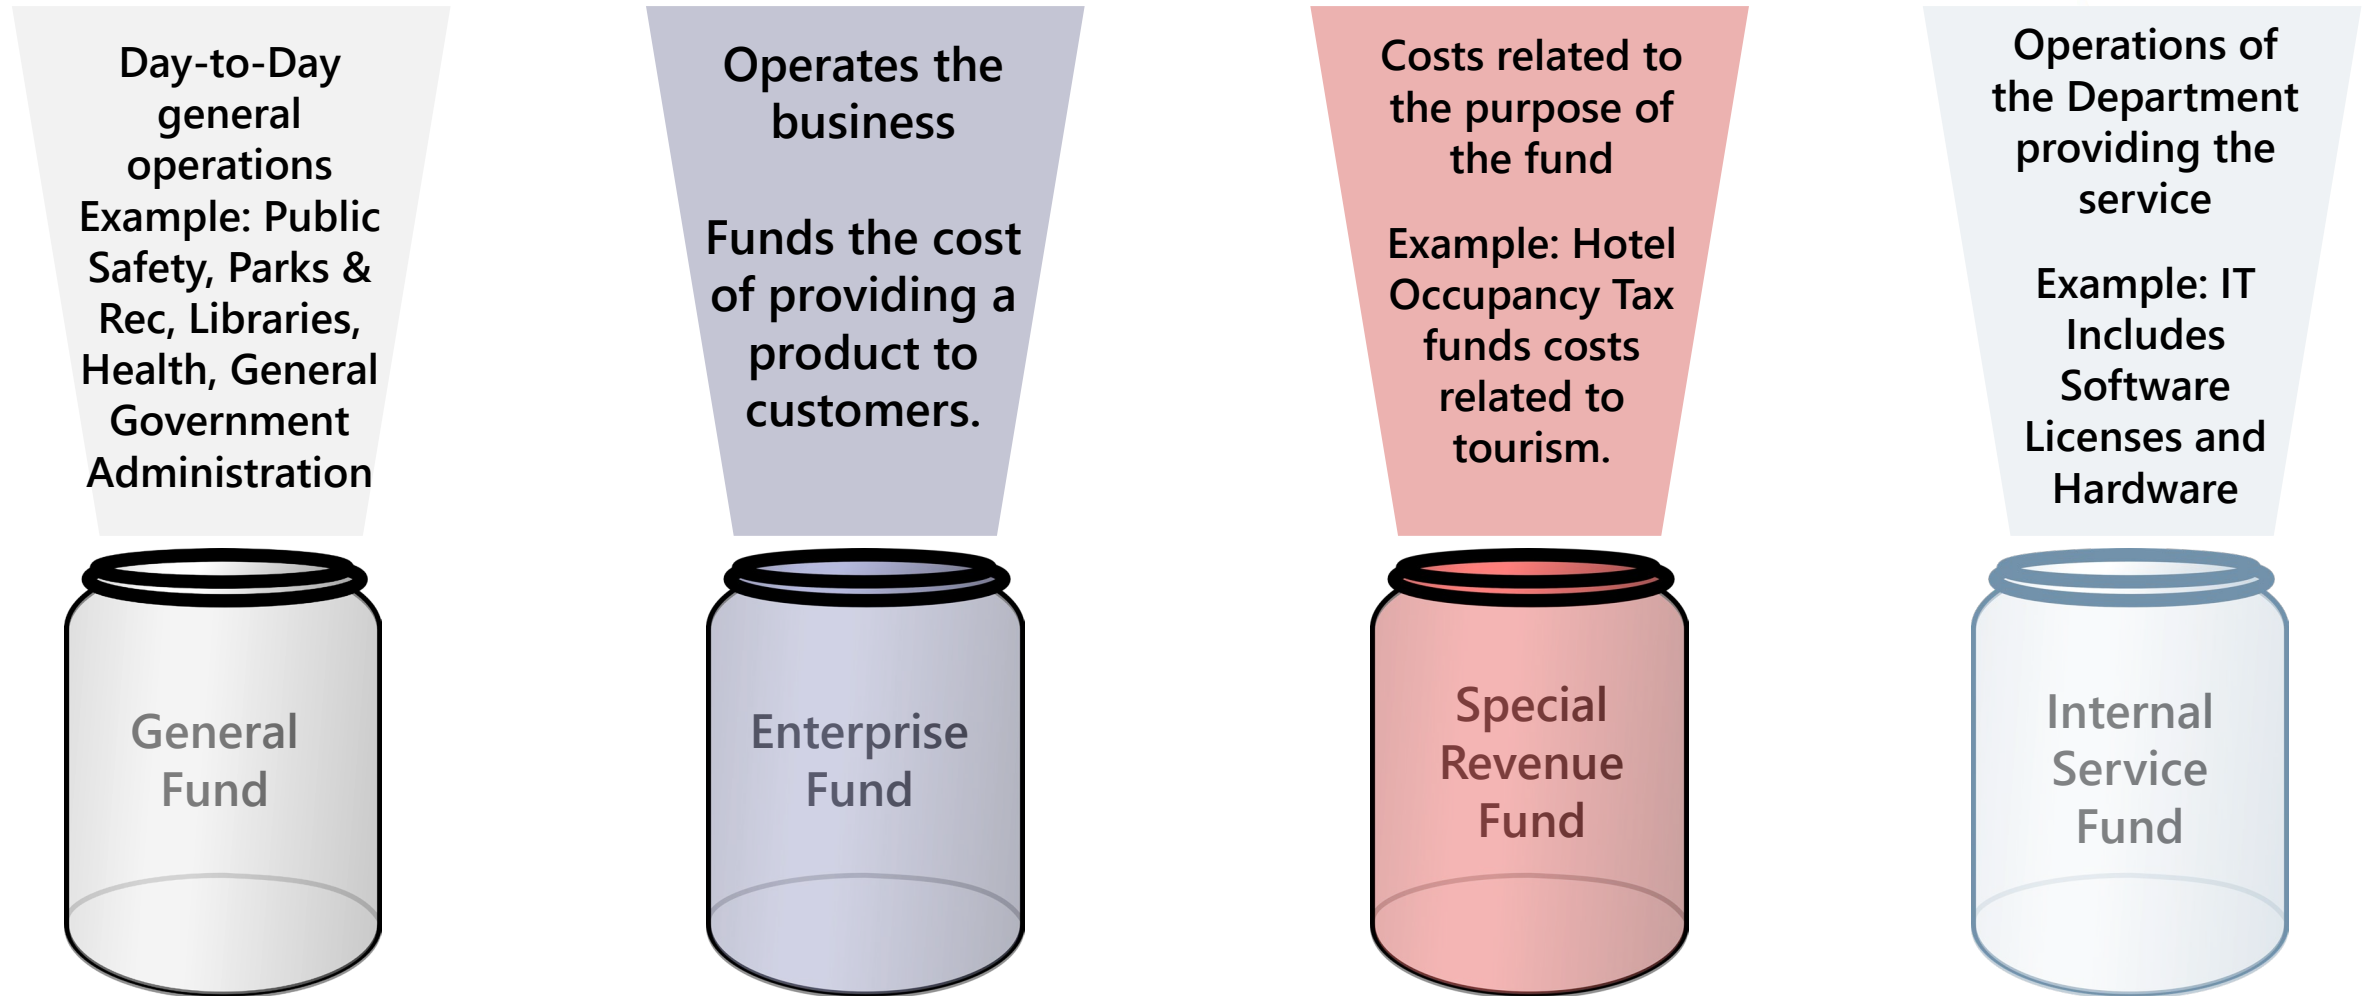 Day-to-Day
general
operations
Example: Public
Safety, Parks &
Rec, Libraries,
Health, General
Government
Administration
General
Fund
Operates the
business
Funds the cost
of providing a
product to
customers.
Enterprise
Fund
Costs related to
the purpose of
the fund
Example: Hotel
Occupancy Tax
funds costs
related to
tourism.
Special
Revenue
Fund
Operations of
the Department
providing the
service
Example: IT
Includes
Software
Licenses and
Hardware
Internal
Service
Fund